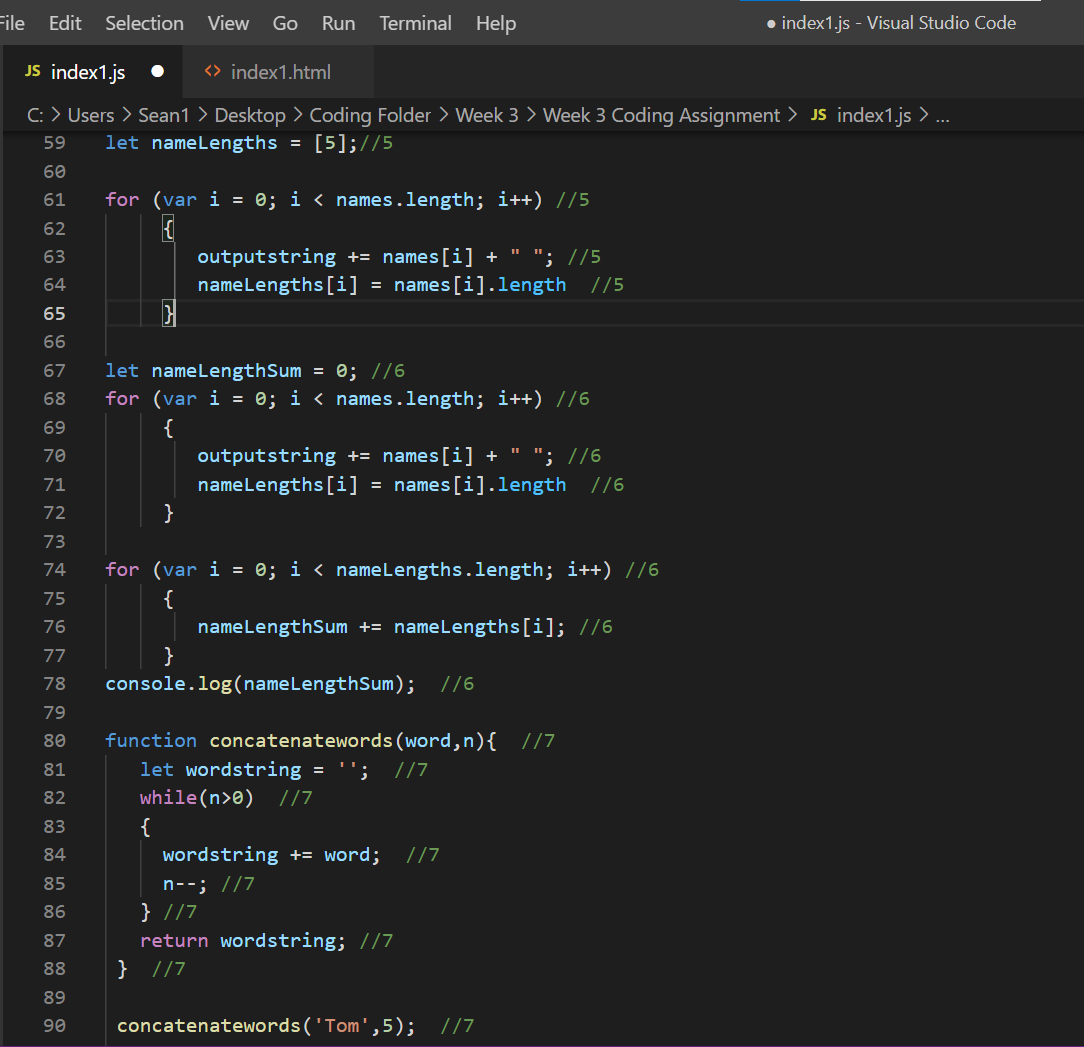 File Edit Selection View Go Run Terminal Help ● index1.js - Visual Studio Code
JS index1.js ● <> index1.html
C: > Users > Sean1 > Desktop > Coding Folder > Week 3 > Week 3 Coding Assignment > JS index1.js > ...
59 let nameLengths = [5];//5
60
61 for (var i = 0; i < names.length; i++) //5
62 {
63 outputstring += names[i] + " "; //5
64 nameLengths[i] = names[i].length //5
65 }
66
67 let nameLengthSum = 0; //6
68 for (var i = 0; i < names.length; i++) //6
69 {
70 outputstring += names[i] + " "; //6
71 nameLengths[i] = names[i].length //6
72 }
73
74 for (var i = 0; i < nameLengths.length; i++) //6
75 {
76 nameLengthSum += nameLengths[i]; //6
77 }
78 console.log(nameLengthSum); //6
79
80 function concatenatewords(word,n){ //7
81 let wordstring = ''; //7
82 while(n>0) //7
83 {
84 wordstring += word; //7
85 n--; //7
86 } //7
87 return wordstring; //7
88 } //7
89
90 concatenatewords('Tom',5); //7